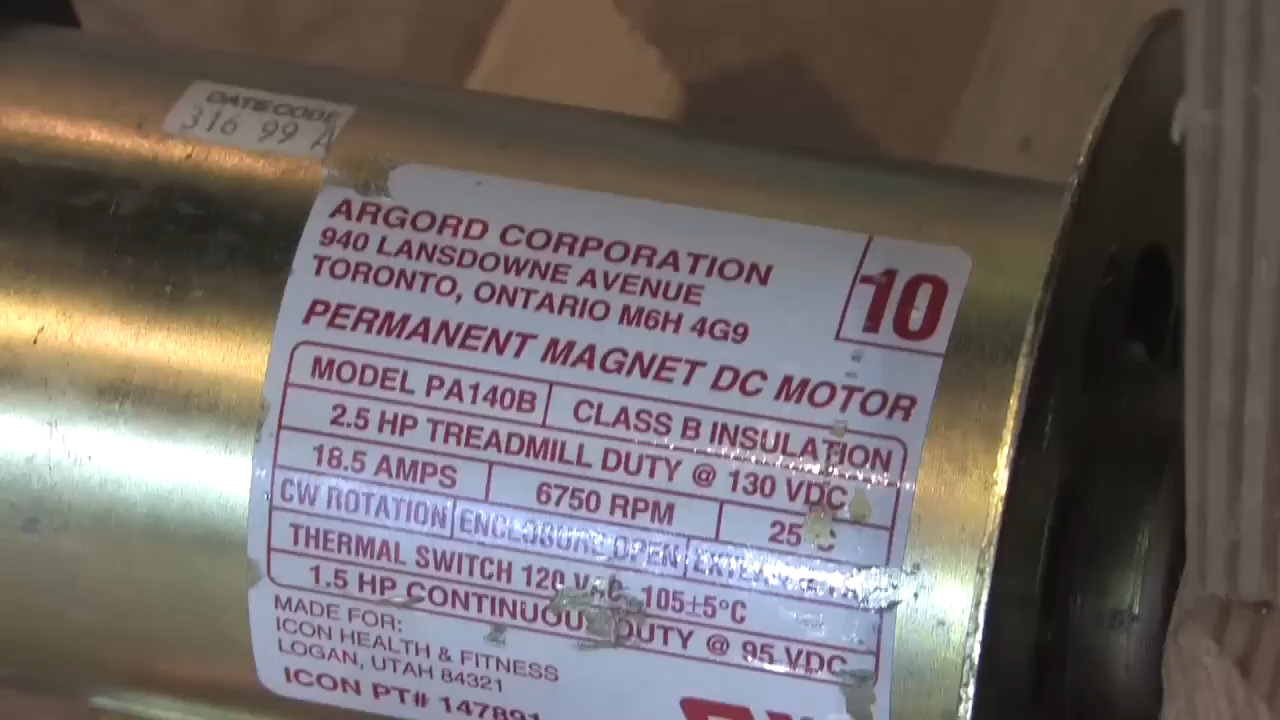 DATE CODE
316 99 A
ARGORD CORPORATION
940 LANSDOWNE AVENUE
TORONTO, ONTARIO M6H 4G9
10
PERMANENT MAGNET DC MOTOR
MODEL PA140B CLASS B INSULATION
2.5 HP TREADMILL DUTY @ 130 VDC
18.5 AMPS 6750 RPM 25°C
CW ROTATION ENCLOSURE OPEN
THERMAL SWITCH 120 VAC 105±5°C
1.5 HP CONTINUOUS DUTY @ 95 VDC
MADE FOR:
ICON HEALTH & FITNESS
LOGAN, UTAH 84321
ICON PT# 147891